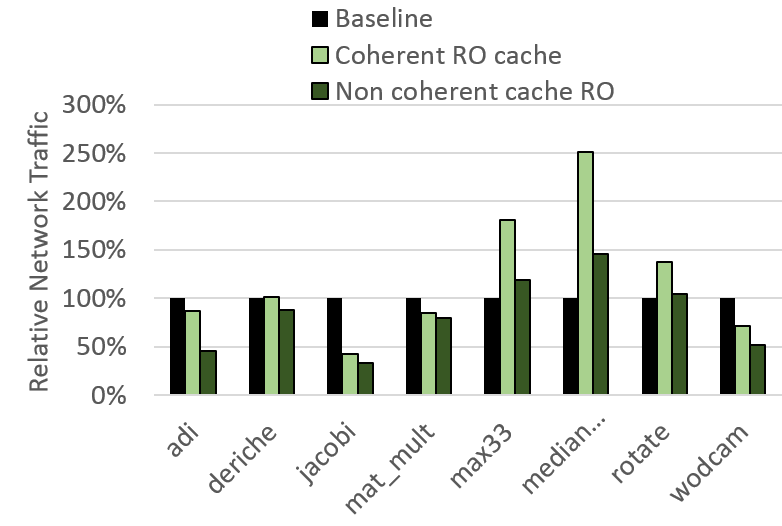 Baseline
Coherent RO cache
Non coherent cache RO
Relative Network Traffic
300%
250%
200%
150%
100%
50%
0%
adi
deriche
jacobi
mat_mult
max33
median...
rotate
wodcam